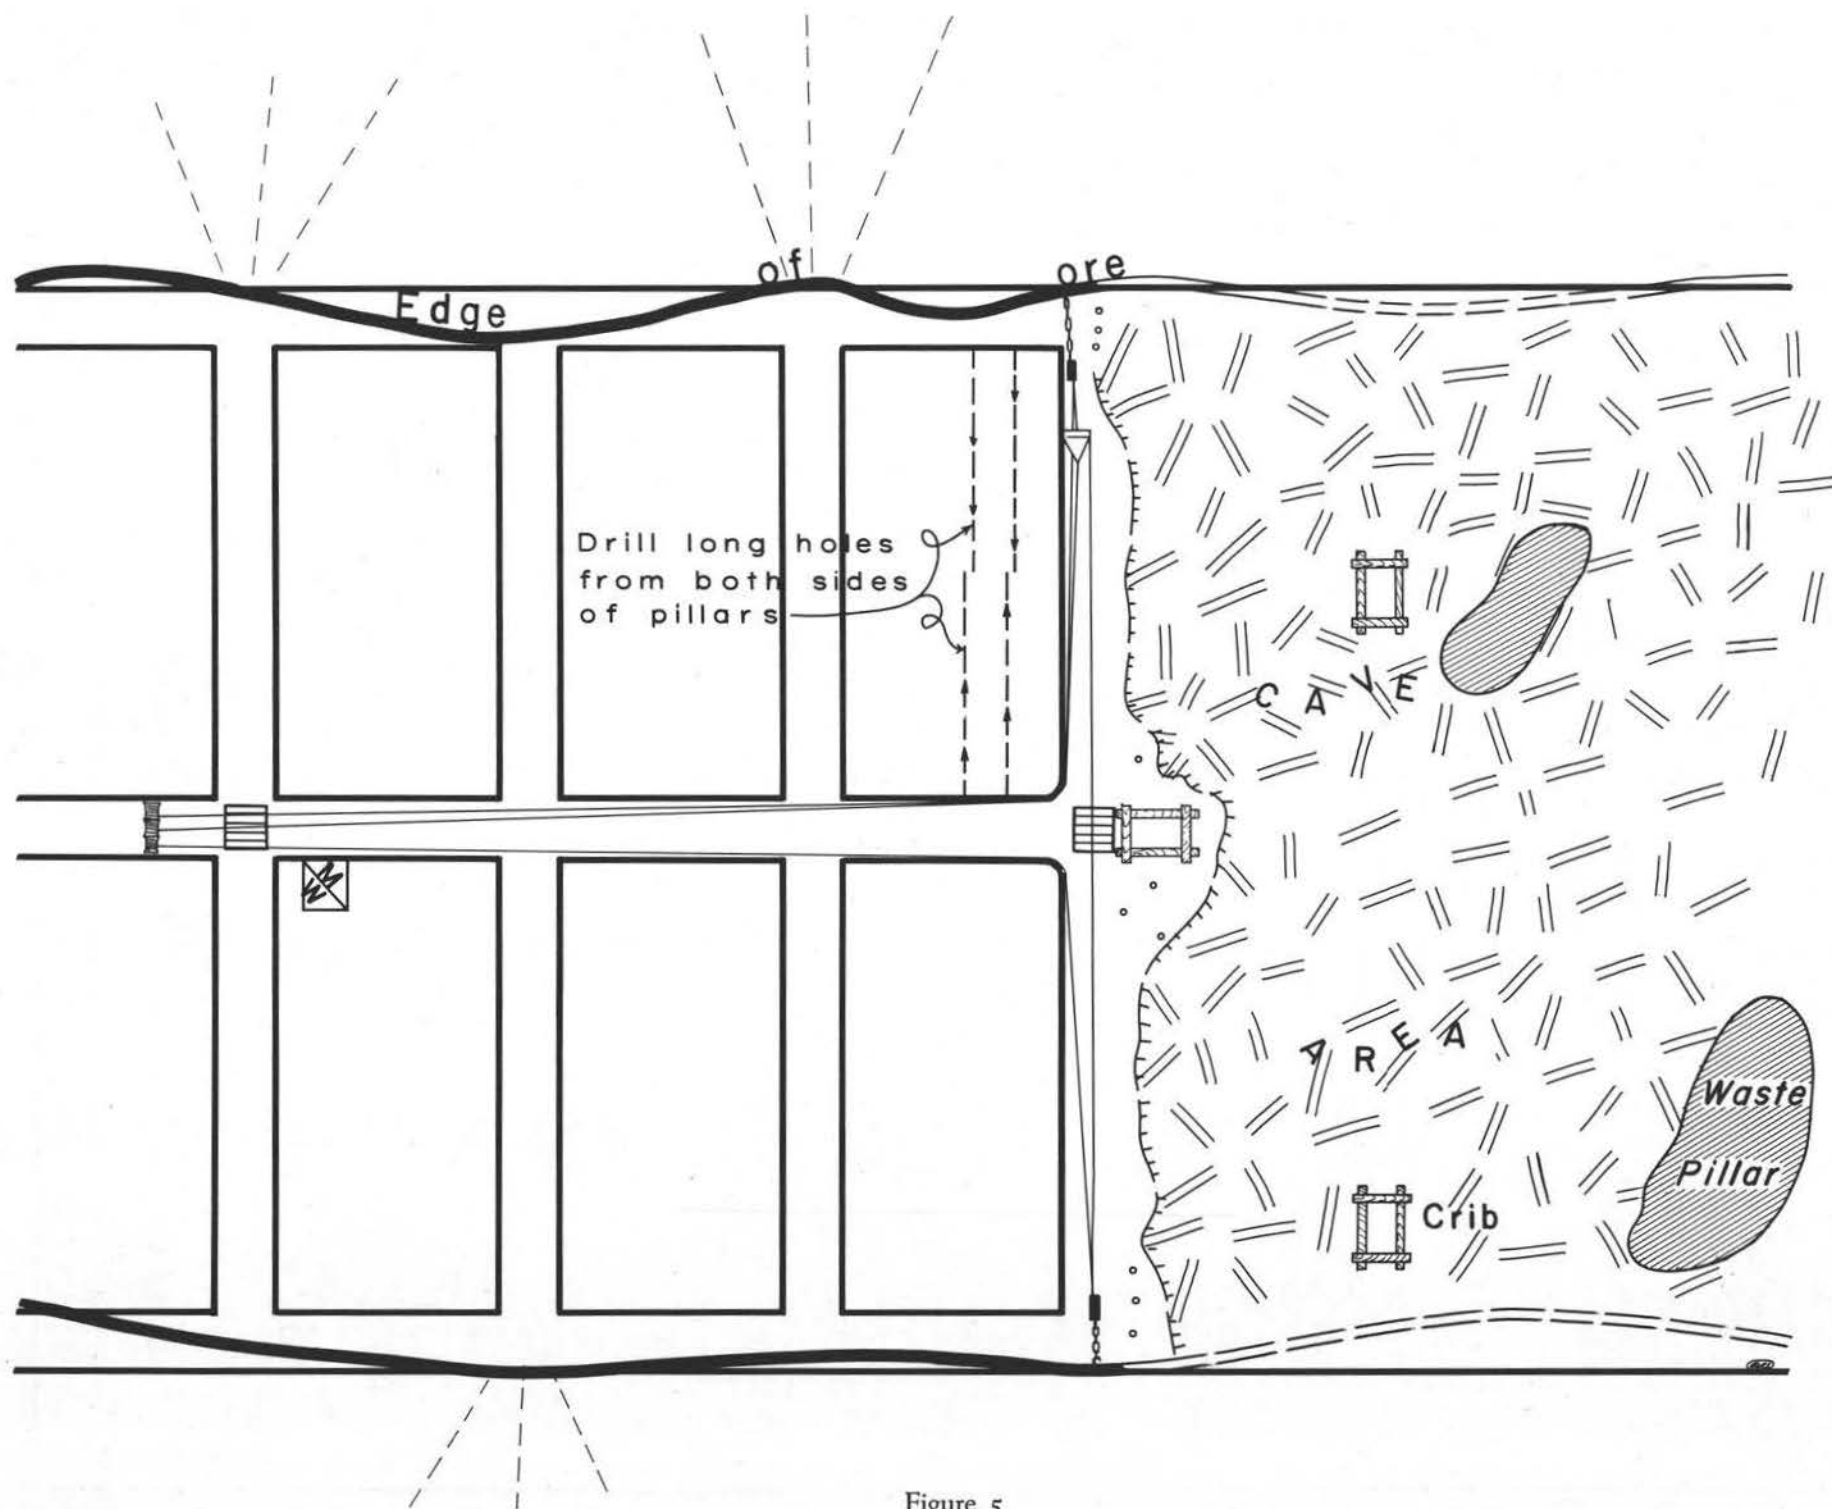 Edge of ore
Drill long holes
from both sides
of pillars
CAVE
AREA
Waste
Pillar
Crib
Figure 5